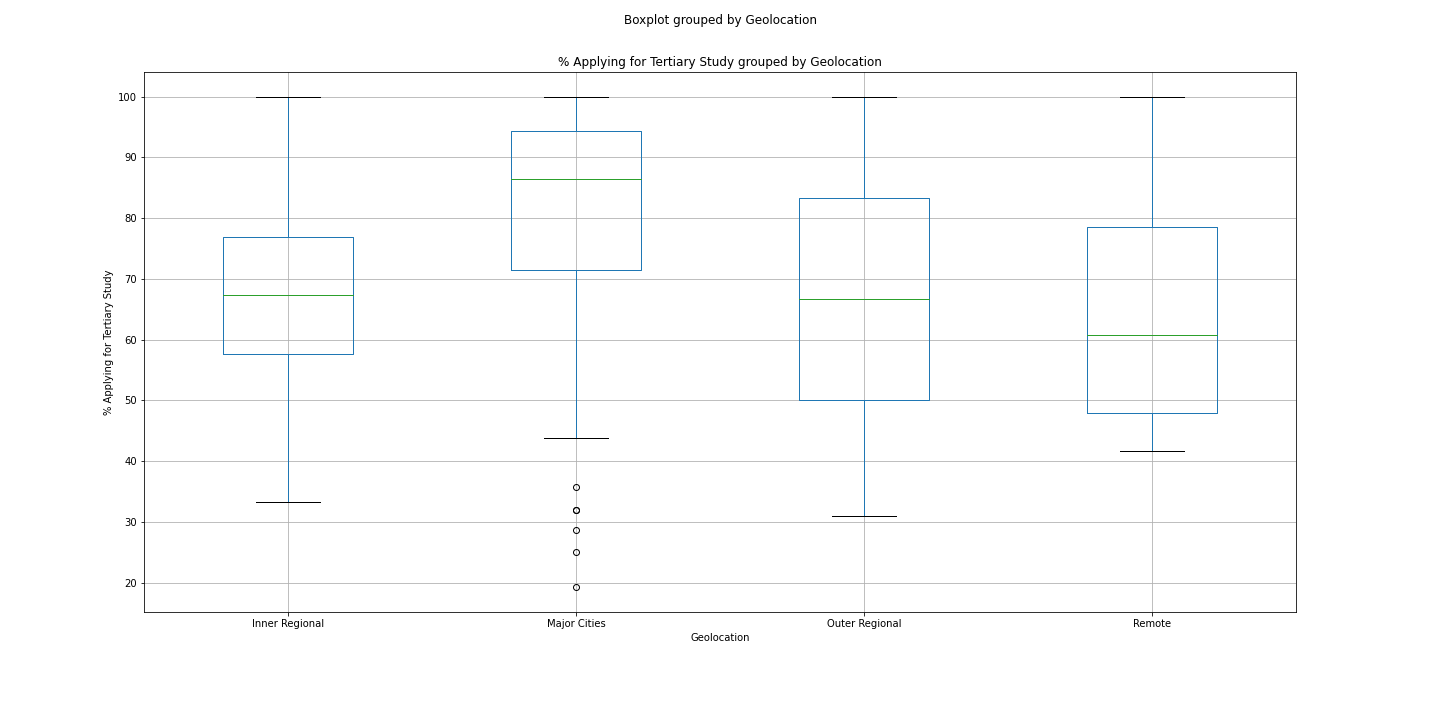 Boxplot grouped by Geolocation
% Applying for Tertiary Study grouped by Geolocation
100
90
80
70
60
50
40
30
20
% Applying for Tertiary Study
Inner Regional
Major Cities
Outer Regional
Remote
Geolocation